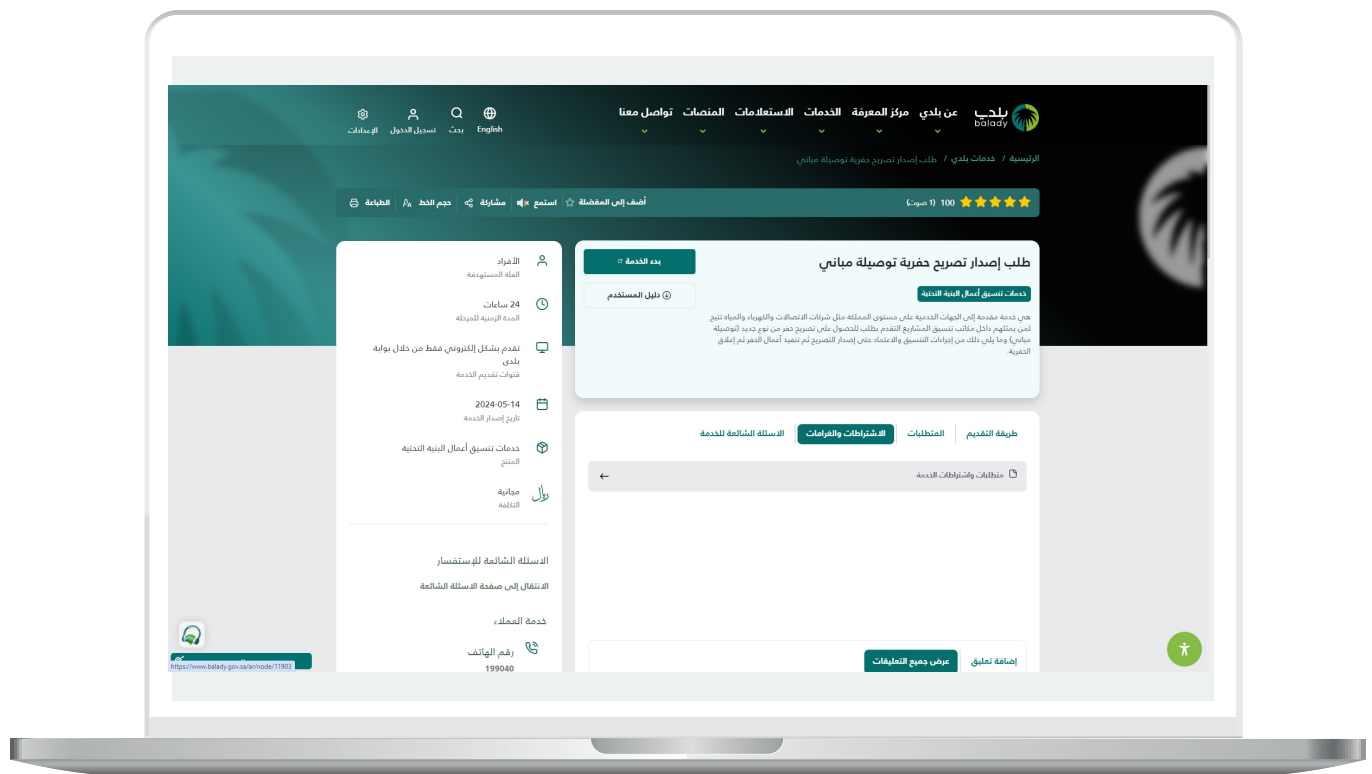 بلدي
balady
عن بلدي
مركز المعرفة
الخدمات
الاستعلامات
المنصات
تواصل معنا
English
بحث
تسجيل الدخول
الإعدادات
الرئيسية / خدمات بلدي / طلب إصدار تصريح حفرية توصيلة مباني
100 (1 صوت)
أضف إلى المفضلة
استمع
مشاركة
حجم الخط
الطباعة
طلب إصدار تصريح حفرية توصيلة مباني
بدء الخدمة
خدمات تنسيق أعمال البنية التحتية
دليل المستخدم
هي خدمة مقدمة إلى الجهات الخدمية على مستوى المملكة مثل شركات الاتصالات والكهرباء والمياه تتيح
لمن يمثلهم داخل مكاتب تنسيق المشاريع التقدم بطلب للحصول على تصريح حفر من نوع جديد (توصيلة
مباني) وما يلي ذلك من إجراءات التنسيق والاعتماد حتى إصدار التصريح ثم تنفيذ أعمال الحفر ثم إغلاق
الحفرية.
طريقة التقديم
المتطلبات
الاشتراطات والغرامات
الاسئلة الشائعة للخدمة
متطلبات واشتراطات الخدمة
إضافة تعليق
عرض جميع التعليقات
الأفراد
الفئة المستهدفة
24 ساعات
المدة الزمنية للمرحلة
تقدم بشكل إلكتروني فقط من خلال بوابة
بلدي
قنوات تقديم الخدمة
2024-05-14
تاريخ إصدار الخدمة
خدمات تنسيق أعمال البنية التحتية
المنتج
مجانية
التكلفة
الاسئلة الشائعة للإستفسار
الانتقال إلى صفحة الاسئلة الشائعة
خدمة العملاء
رقم الهاتف
199040
https://www.balady.gov.sa/ar/node/11903